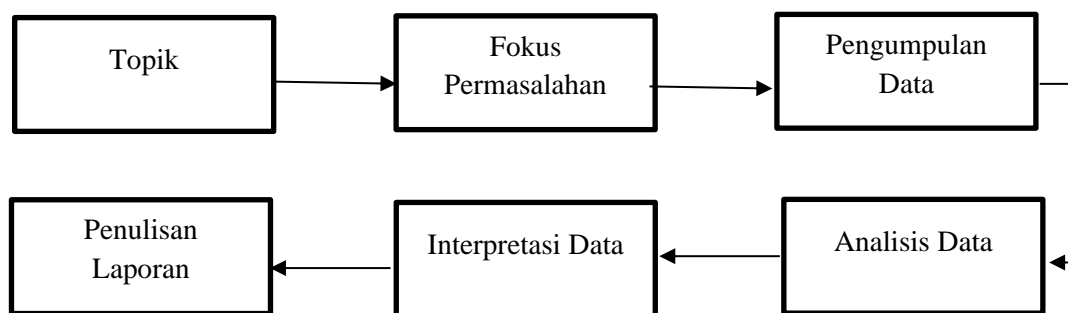 Topik
Fokus
Permasalahan
Pengumpulan
Data
Penulisan
Laporan
Interpretasi Data
Analisis Data